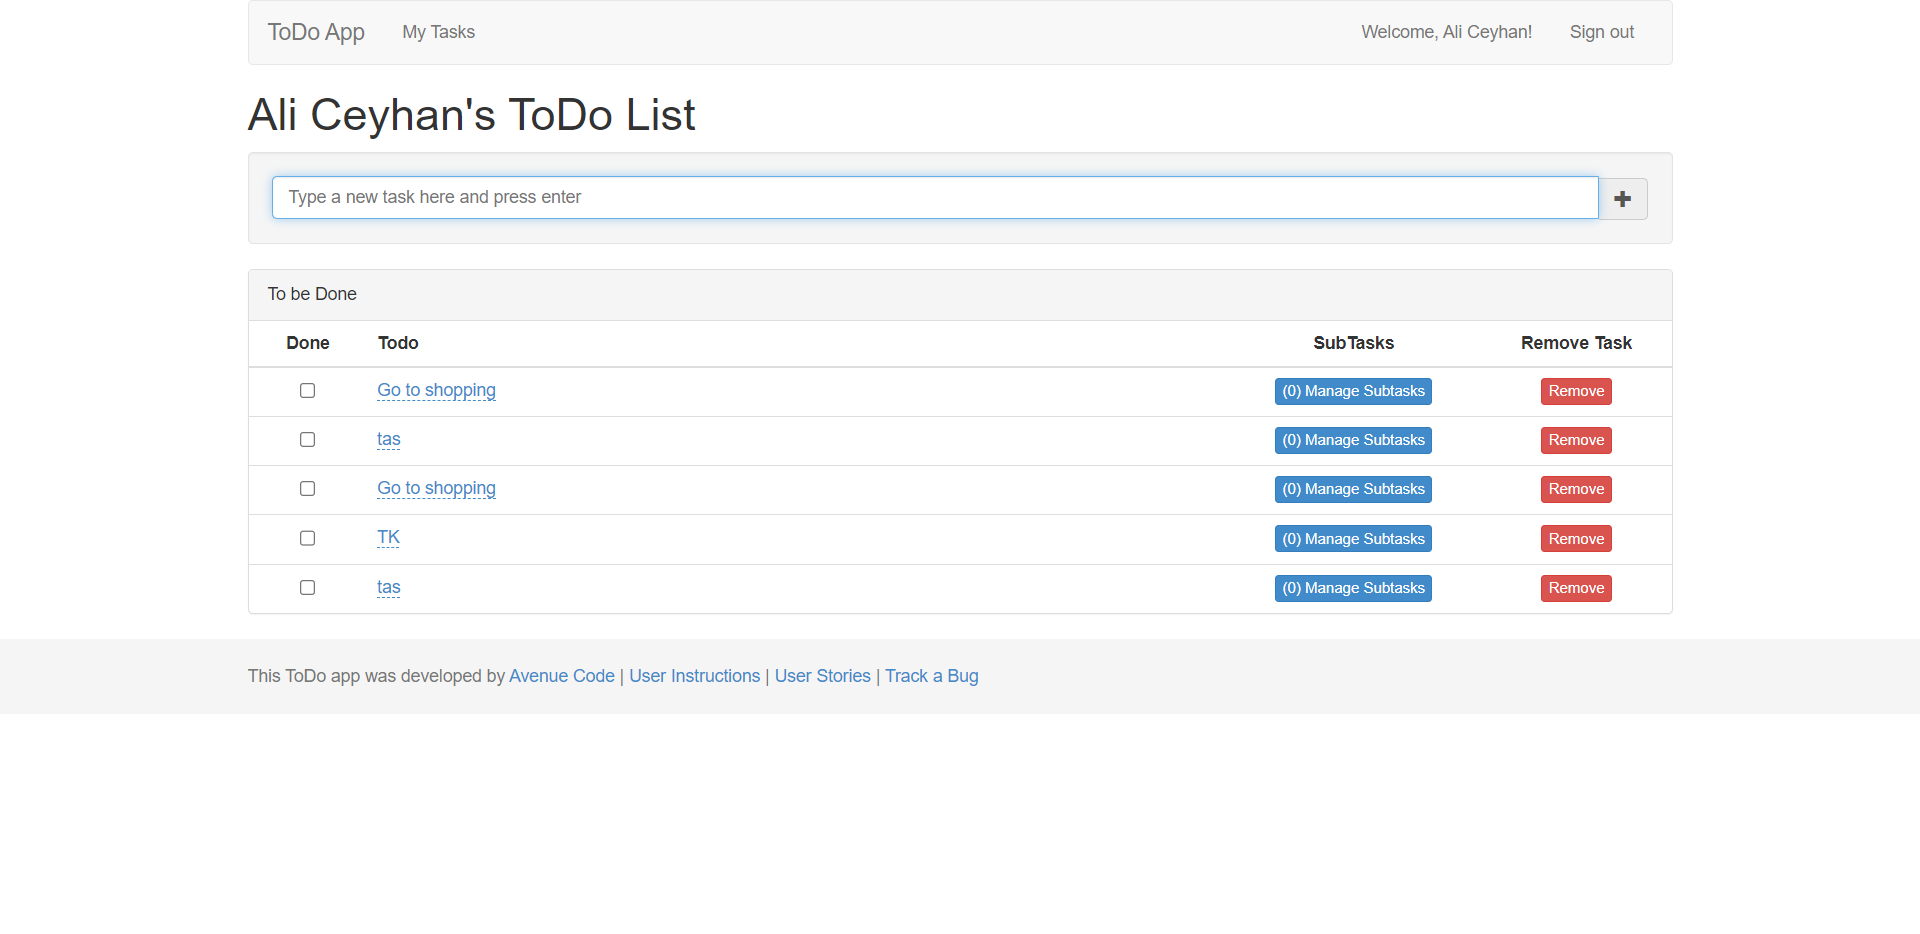 ToDo App My Tasks Welcome, Ali Ceyhan! Sign out
Ali Ceyhan's ToDo List
Type a new task here and press enter
To be Done
Done Todo SubTasks Remove Task
Go to shopping (0) Manage Subtasks Remove
tas (0) Manage Subtasks Remove
Go to shopping (0) Manage Subtasks Remove
TK (0) Manage Subtasks Remove
tas (0) Manage Subtasks Remove
This ToDo app was developed by Avenue Code | User Instructions | User Stories | Track a Bug